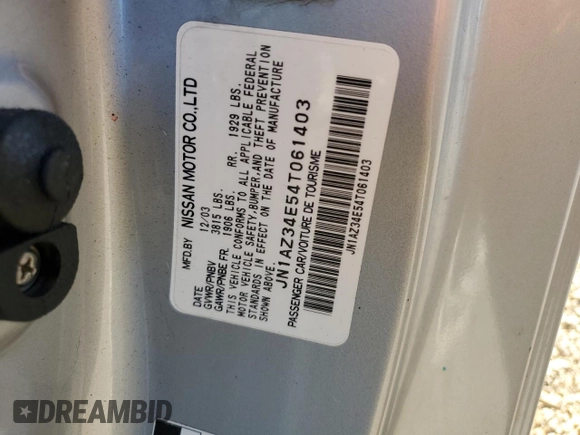 MFD.BY NISSAN MOTOR CO.,LTD
DATE 12/03
GVWR/PNBV 3815 LBS.
GAWR/PNBE FR. 1906 LBS. RR. 1929 LBS.
THIS VEHICLE CONFORMS TO ALL APPLICABLE FEDERAL
MOTOR VEHICLE SAFETY,BUMPER,AND THEFT PREVENTION
STANDARDS IN EFFECT ON THE DATE OF MANUFACTURE
SHOWN ABOVE.
JN1AZ34E54T061403
PASSENGER CAR/VOITURE DE TOURISME
JN1AZ34E54T061403
DREAMBID